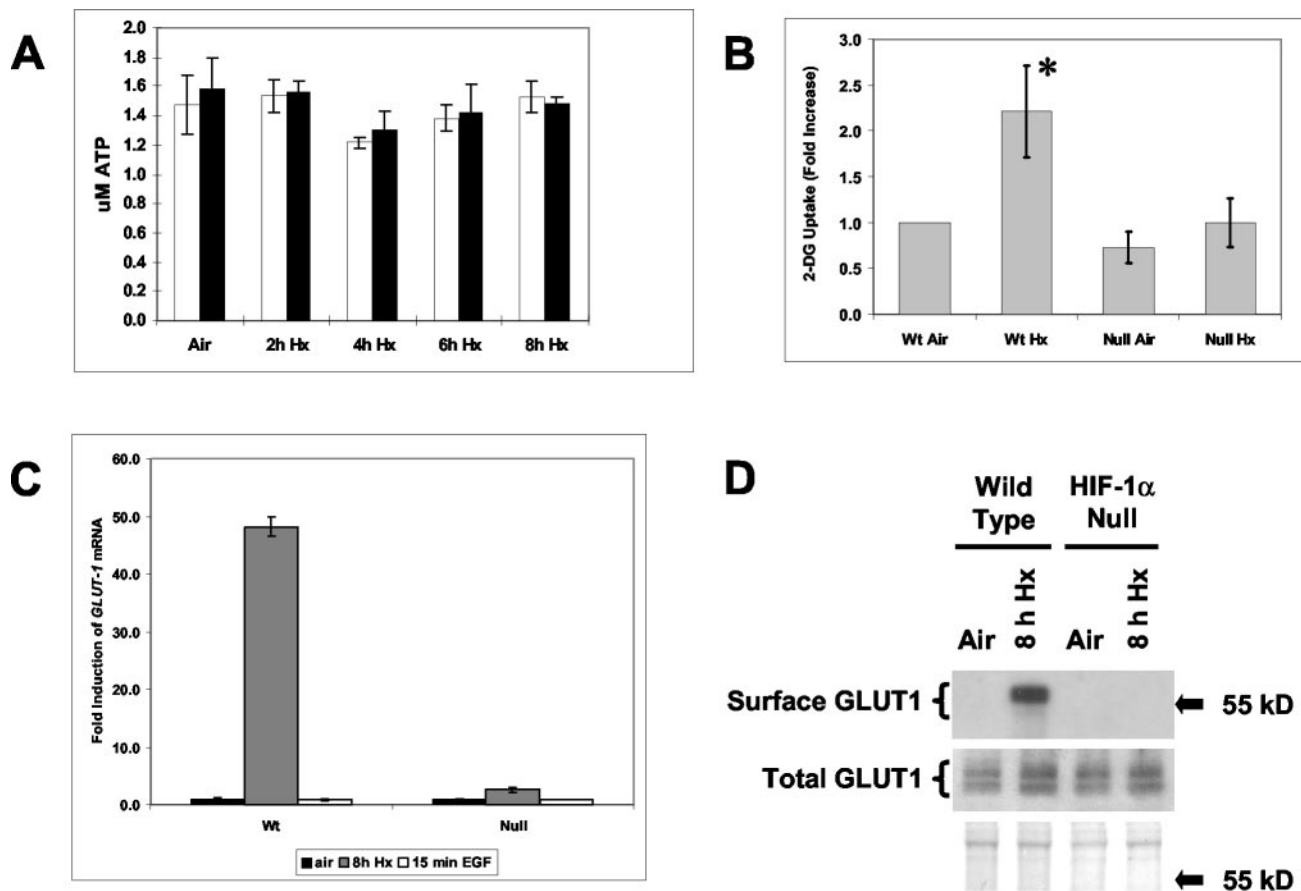 A
2.0
1.8
1.6
1.4
1.2
1.0
0.8
0.6
0.4
0.2
0.0
uM ATP
Air 2h Hx 4h Hx 6h Hx 8h Hx
B
3.0
2.5
2.0
1.5
1.0
0.5
0.0
2-DG Uptake (Fold Increase)
*
Wt Air Wt Hx Null Air Null Hx
C
60.0
50.0
40.0
30.0
20.0
10.0
0.0
Fold Induction of GLUT-1 mRNA
Wt Null
air 8h Hx 15 min EGF
D
Wild HIF-1α
Type Null
Air 8 h Hx Air 8 h Hx
Surface GLUT1 55 kD
Total GLUT1
55 kD